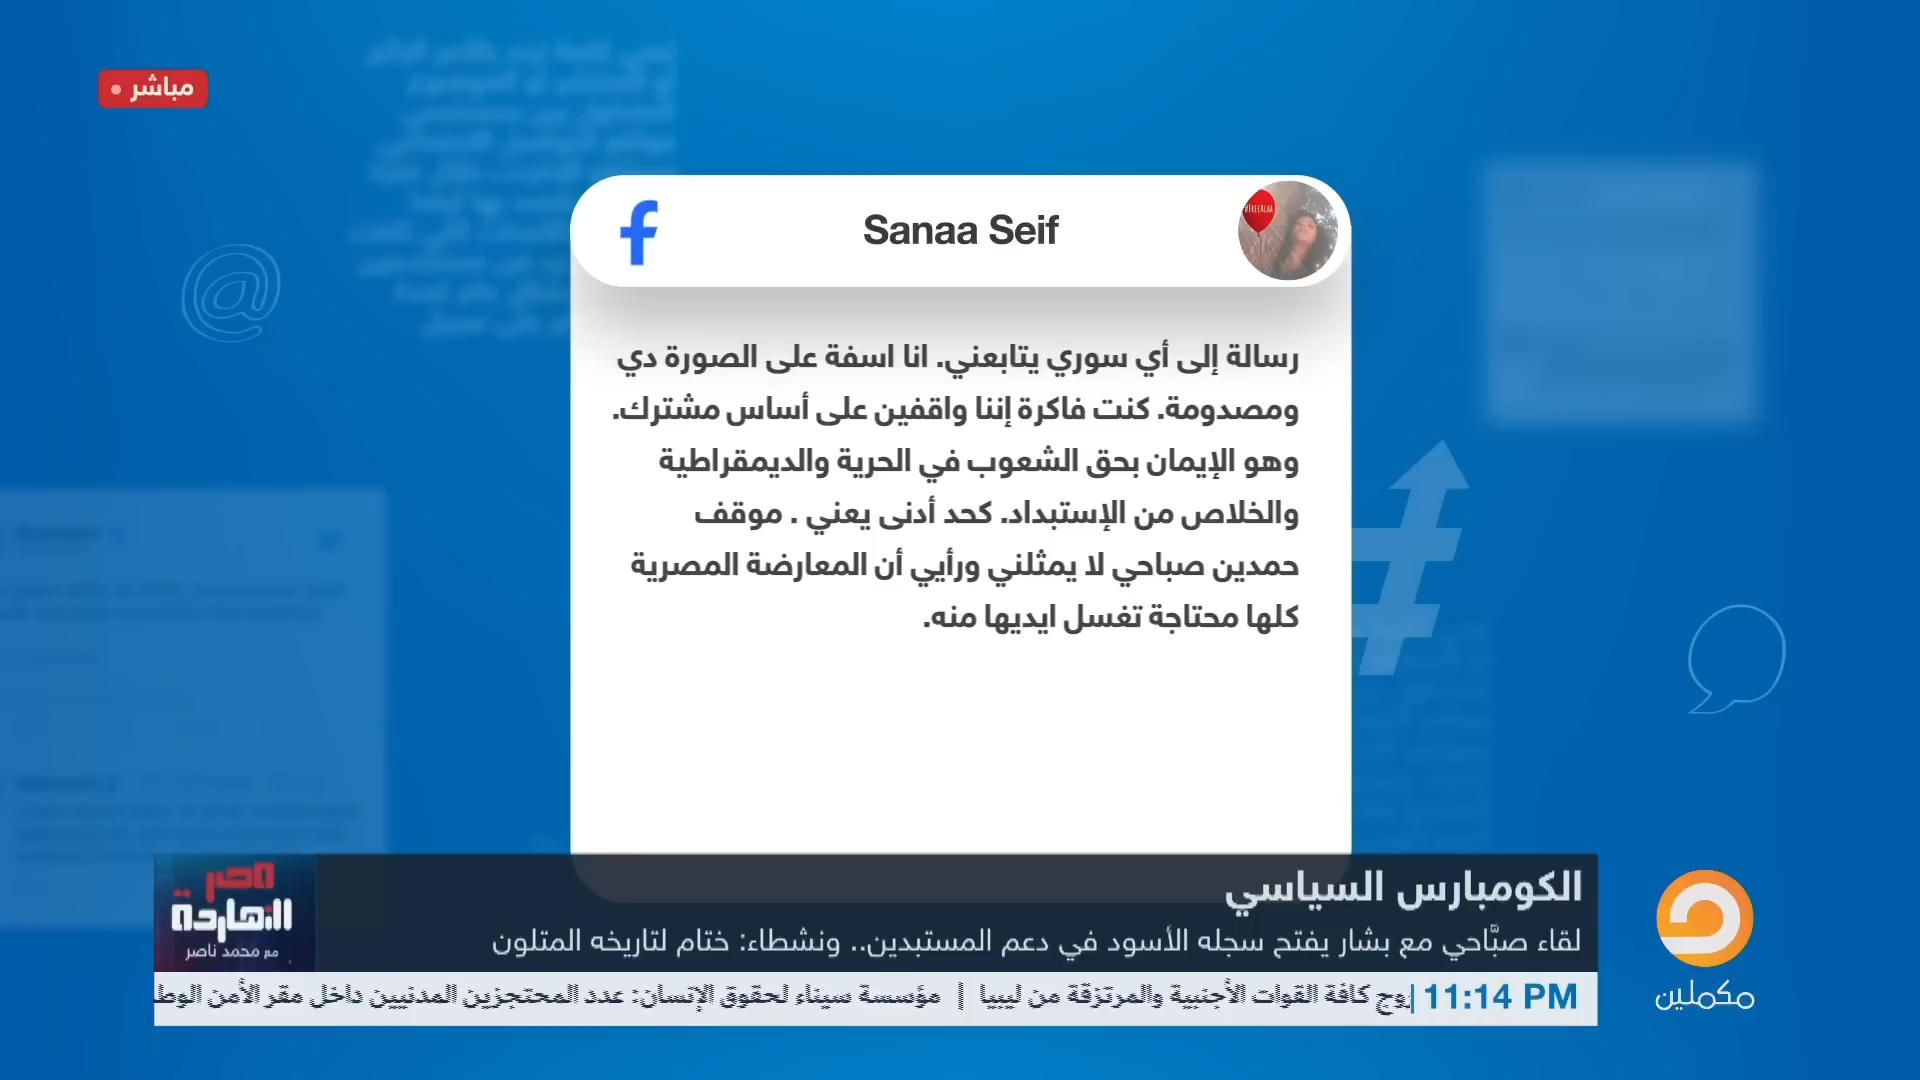 مباشر
Sanaa Seif
#FREEALAA
رسالة إلى أي سوري يتابعني. انا اسفة على الصورة دي
ومصدومة. كنت فاكرة إننا واقفين على أساس مشترك.
وهو الإيمان بحق الشعوب في الحرية والديمقراطية
والخلاص من الإستبداد. كحد أدنى يعني . موقف
حمدين صباحي لا يمثلني ورأيي أن المعارضة المصرية
كلها محتاجة تغسل ايديها منه.
الكومبارس السياسي
لقاء صبَّاحي مع بشار يفتح سجله الأسود في دعم المستبدين.. ونشطاء: ختام لتاريخه المتلون
مصر
النهاردة
مع محمد ناصر
11:14 PM
كافة القوات الأجنبية والمرتزقة من ليبيا | مؤسسة سيناء لحقوق الإنسان: عدد المحتجزين المدنيين داخل مقر الأمن
مكملين